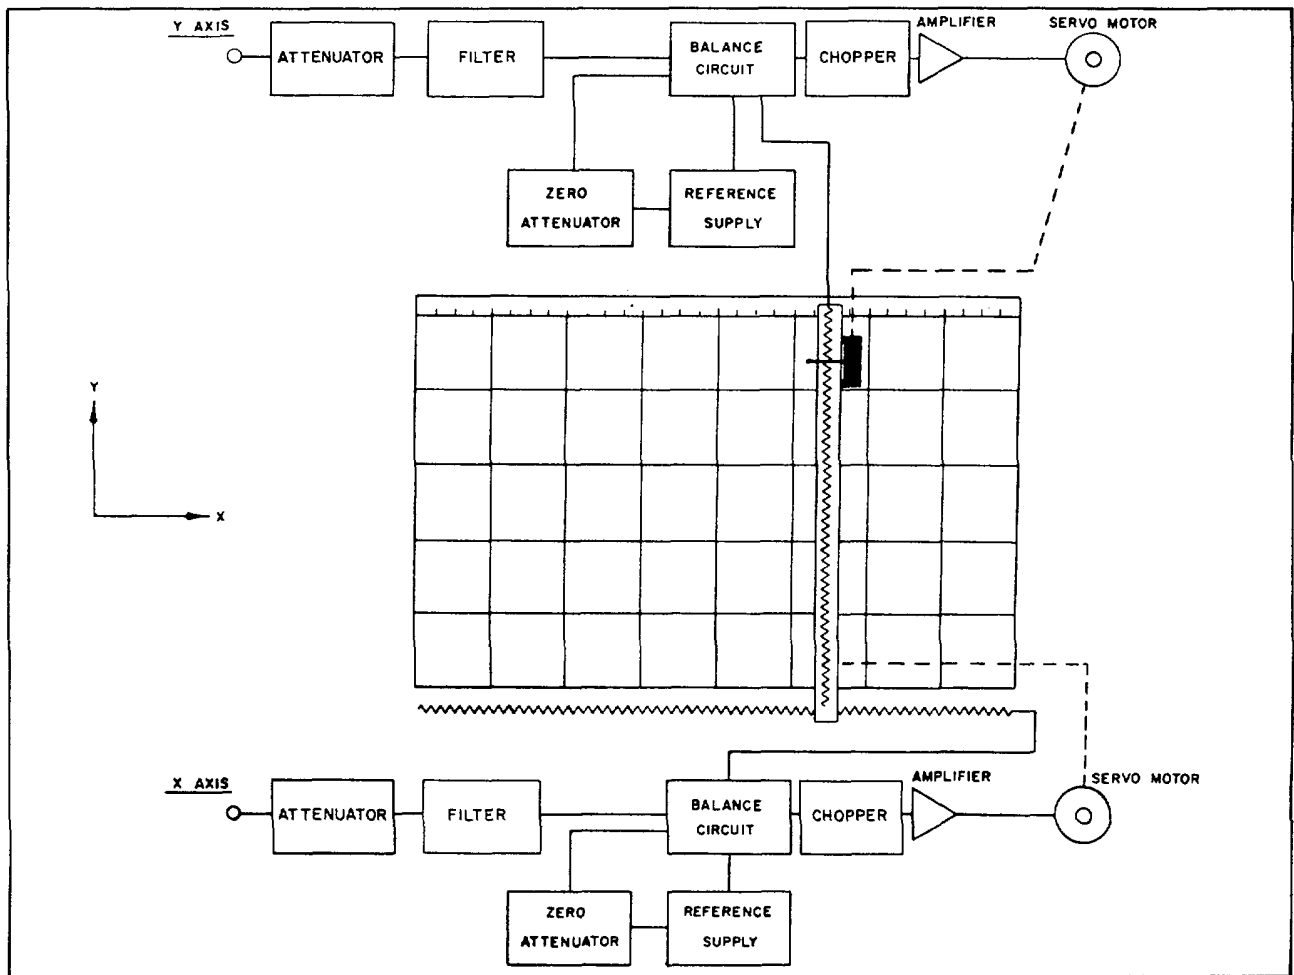 Y AXIS
ATTENUATOR
FILTER
BALANCE
CIRCUIT
CHOPPER
AMPLIFIER
SERVO MOTOR
ZERO
ATTENUATOR
REFERENCE
SUPPLY
Y
X
X AXIS
ATTENUATOR
FILTER
BALANCE
CIRCUIT
CHOPPER
AMPLIFIER
SERVO MOTOR
ZERO
ATTENUATOR
REFERENCE
SUPPLY